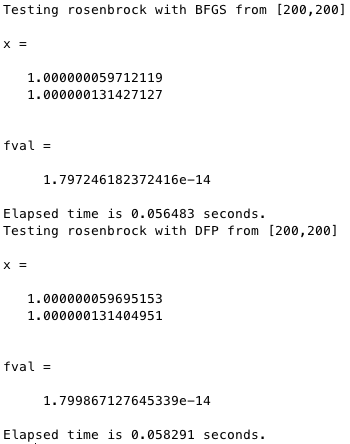 Testing rosenbrock with BFGS from [200,200]
x =
1.000000059712119
1.000000131427127
fval =
1.797246182372416e-14
Elapsed time is 0.056483 seconds.
Testing rosenbrock with DFP from [200,200]
x =
1.000000059695153
1.000000131404951
fval =
1.799867127645339e-14
Elapsed time is 0.058291 seconds.